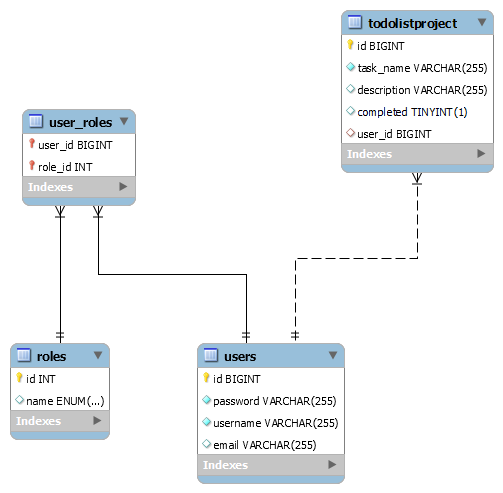 todolistproject
id BIGINT
task_name VARCHAR(255)
description VARCHAR(255)
completed TINYINT(1)
user_id BIGINT
Indexes
user_roles
user_id BIGINT
role_id INT
Indexes
roles
id INT
name ENUM(...)
Indexes
users
id BIGINT
password VARCHAR(255)
username VARCHAR(255)
email VARCHAR(255)
Indexes